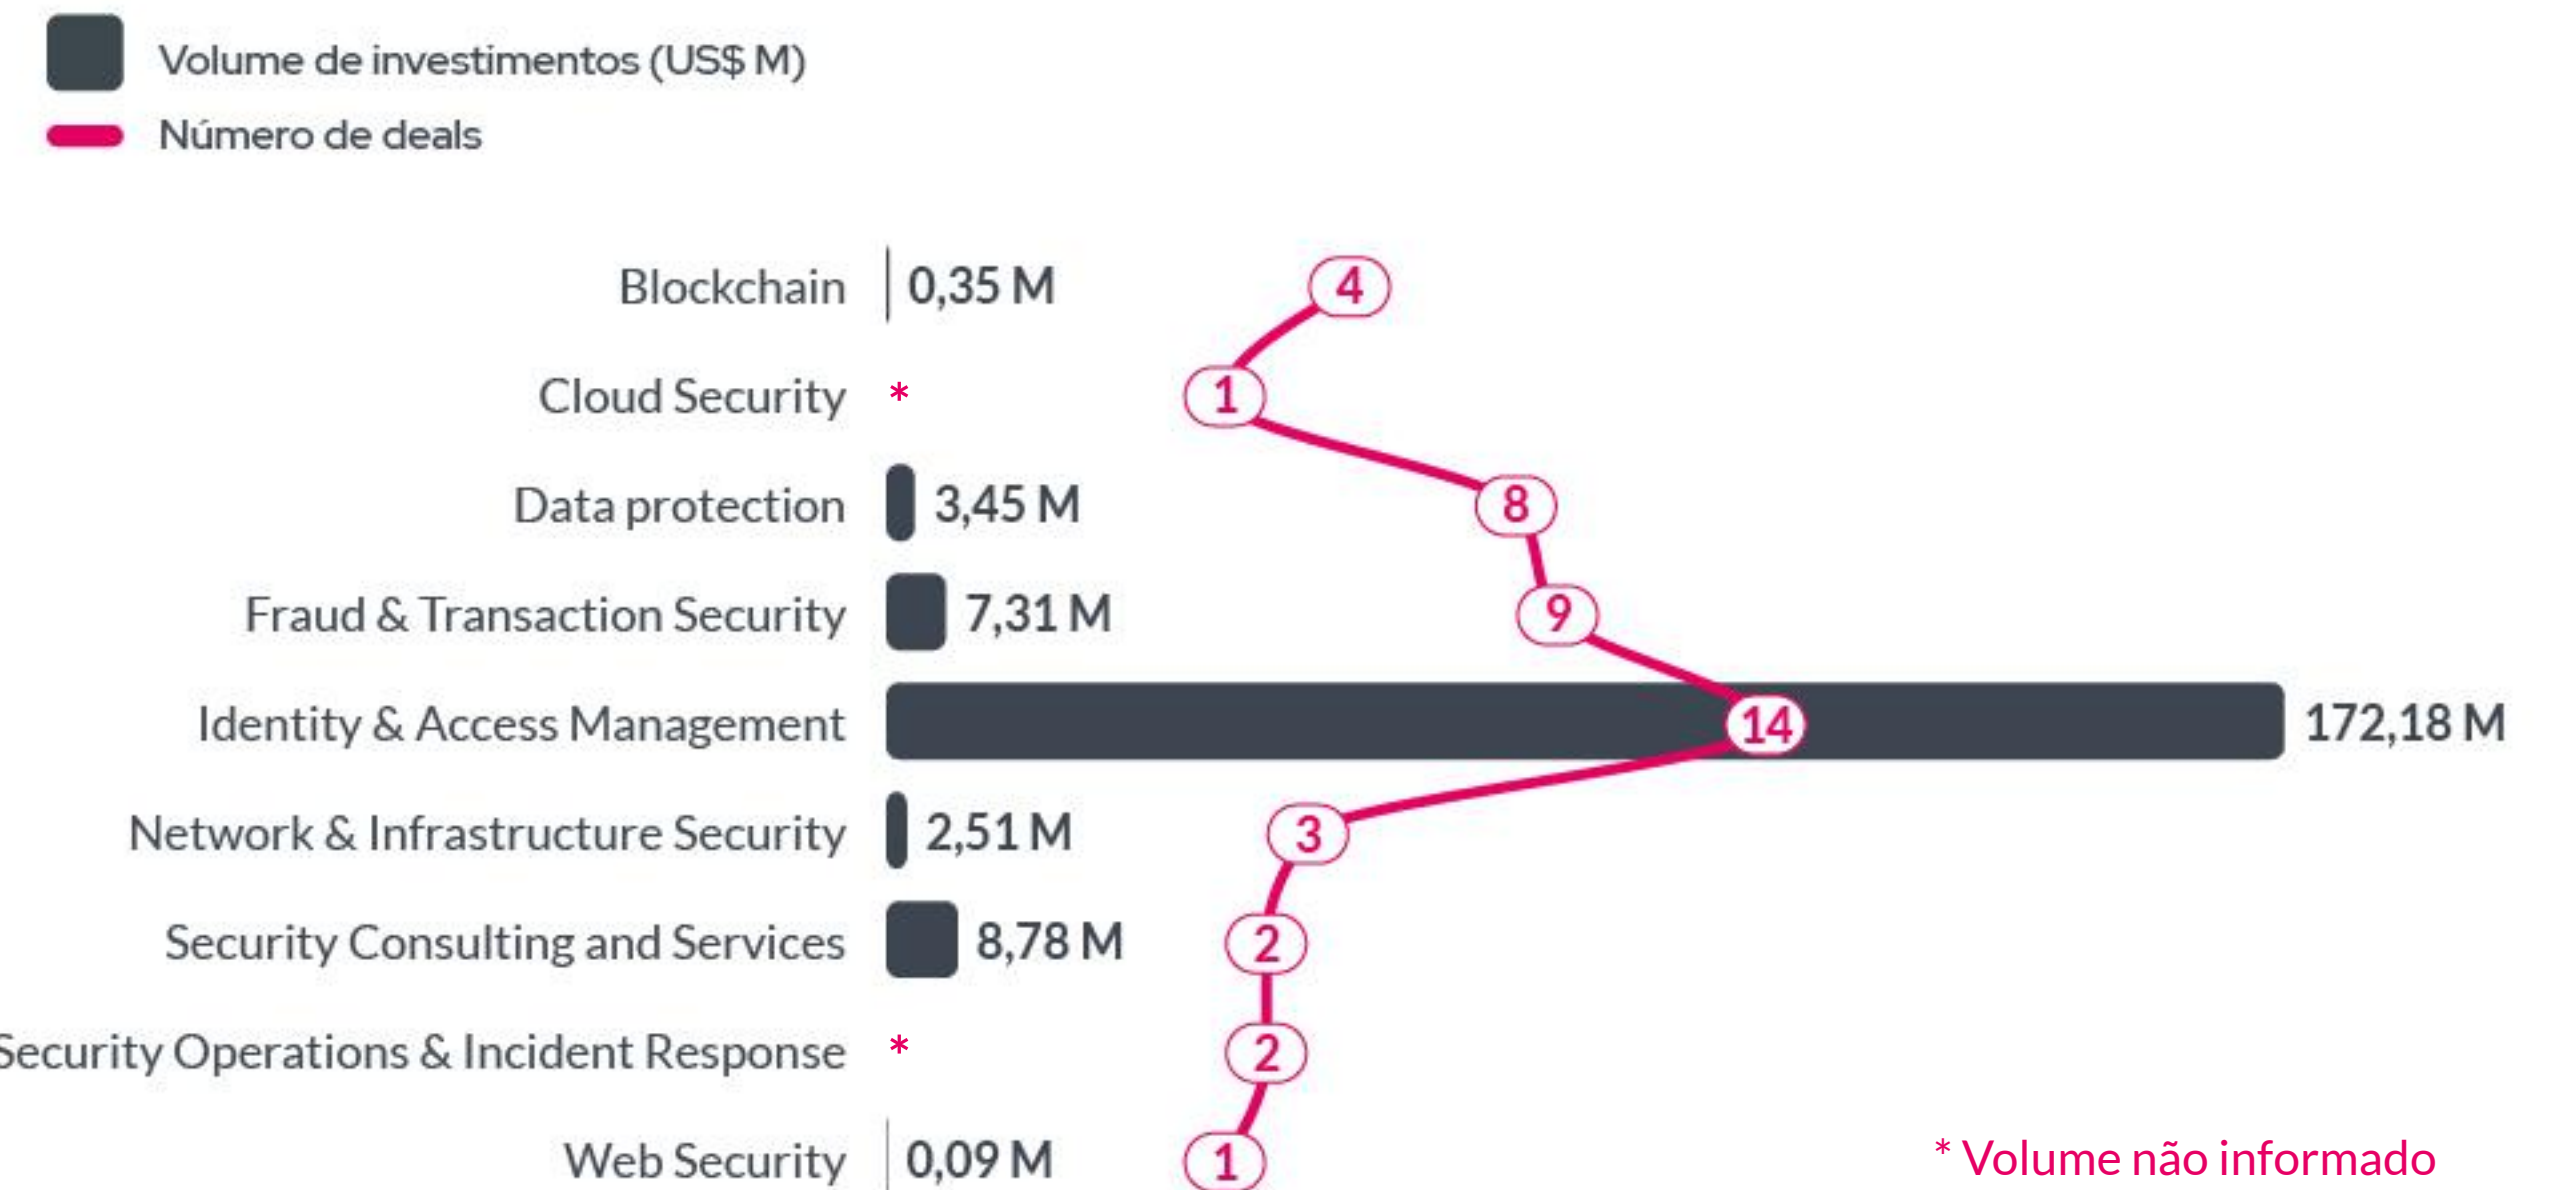 Volume de investimentos (US$ M)
Número de deals
Blockchain 0,35 M 4
Cloud Security * 1
Data protection 3,45 M 8
Fraud & Transaction Security 7,31 M 9
Identity & Access Management 14 172,18 M
Network & Infrastructure Security 2,51 M 3
Security Consulting and Services 8,78 M 2
Security Operations & Incident Response * 2
Web Security 0,09 M 1
* Volume não informado